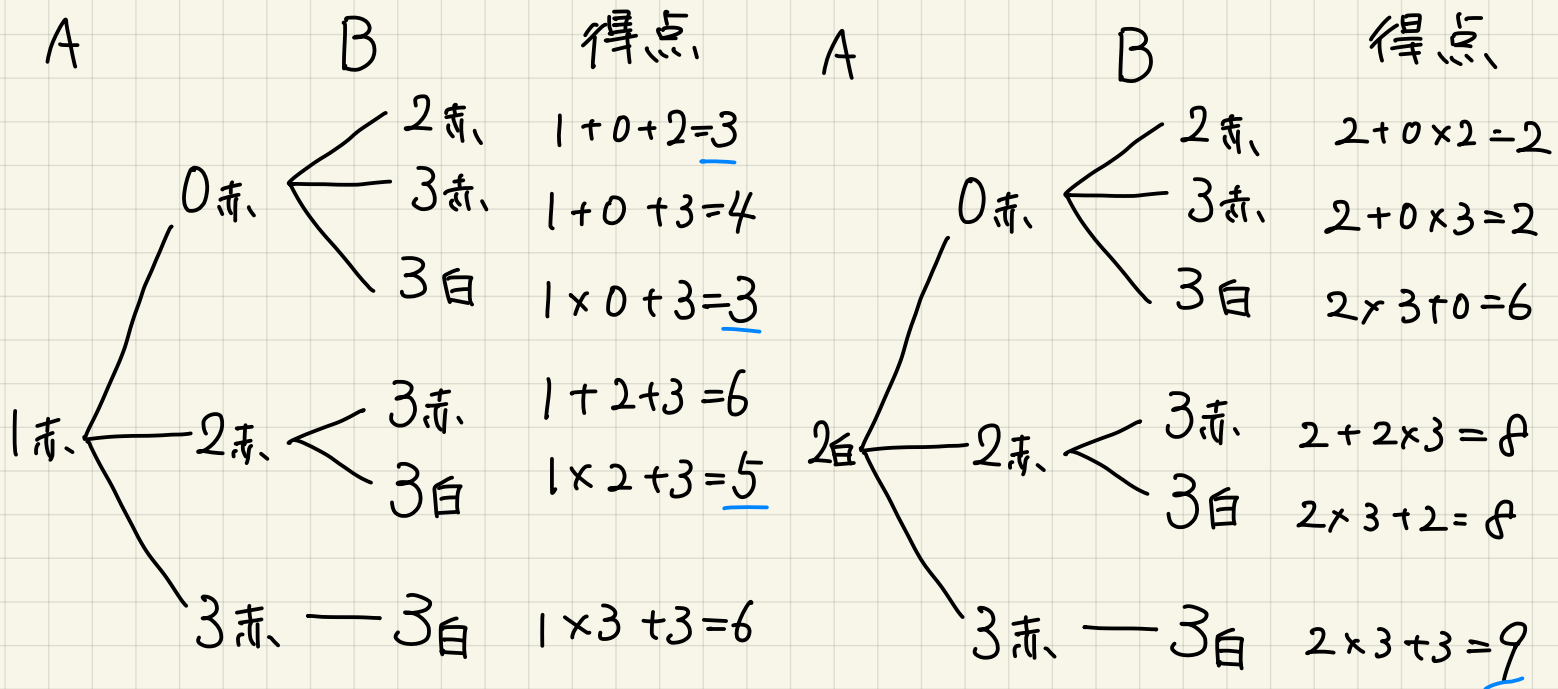 A B 得点
0赤 2赤 1+0+2=3
3赤 1+0+3=4
3白 1×0+3=3
1赤 2赤 3赤 1+2+3=6
3白 1×2+3=5
3赤 3白 1×3+3=6
A B 得点
0赤 2赤 2+0×2=2
3赤 2+0×3=2
3白 2×3+0=6
2白 2赤 3赤 2+2×3=8
3白 2×3+2=8
3赤 3白 2×3+3=9